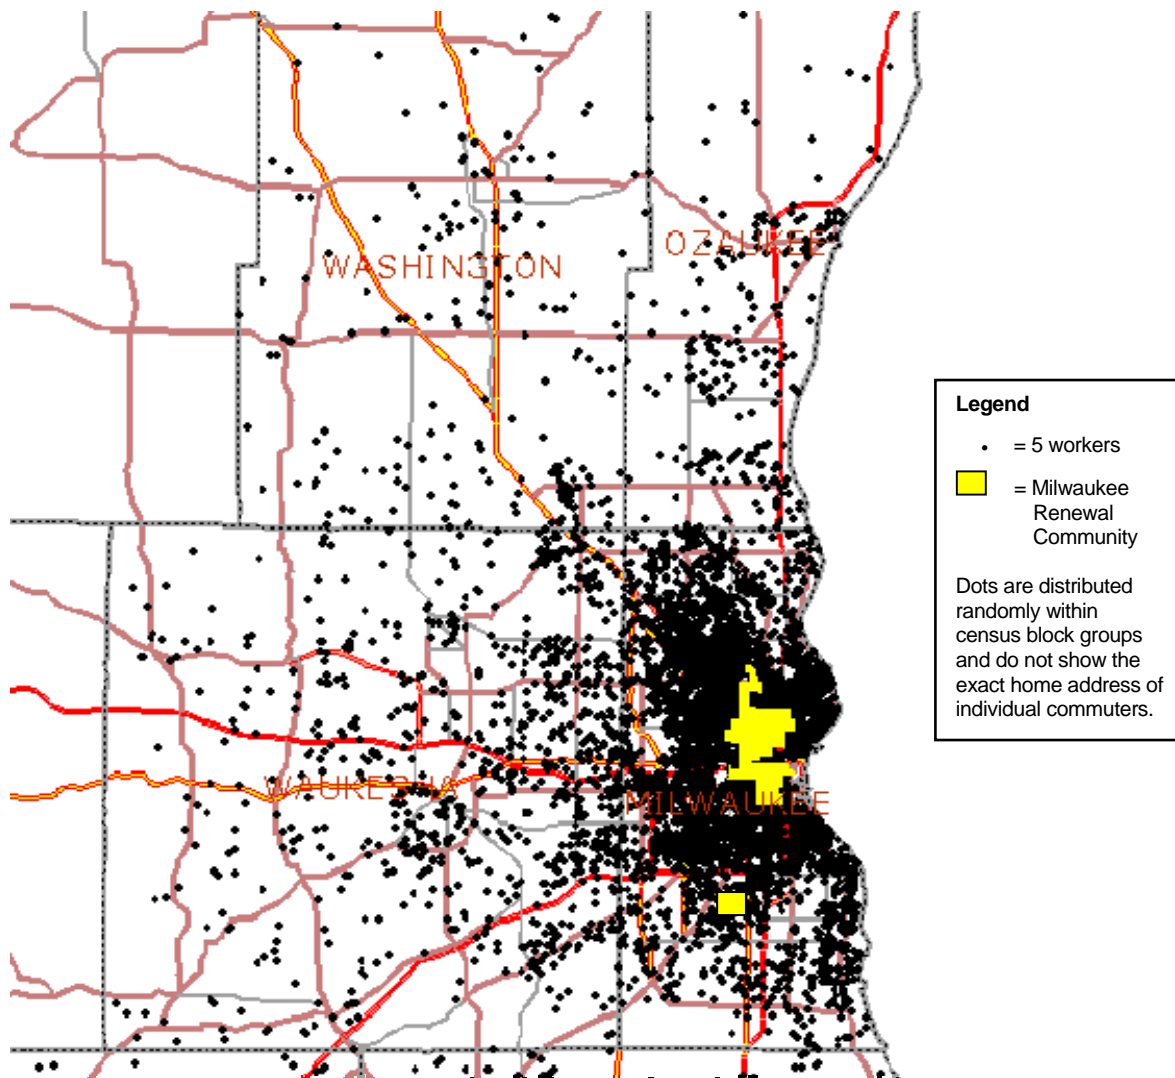 OZAUKEE
WASHINGTON
WAUKESHA
MILWAUKEE
Legend
= 5 workers
= Milwaukee
Renewal
Community
Dots are distributed
randomly within
census block groups
and do not show the
exact home address of
individual commuters.